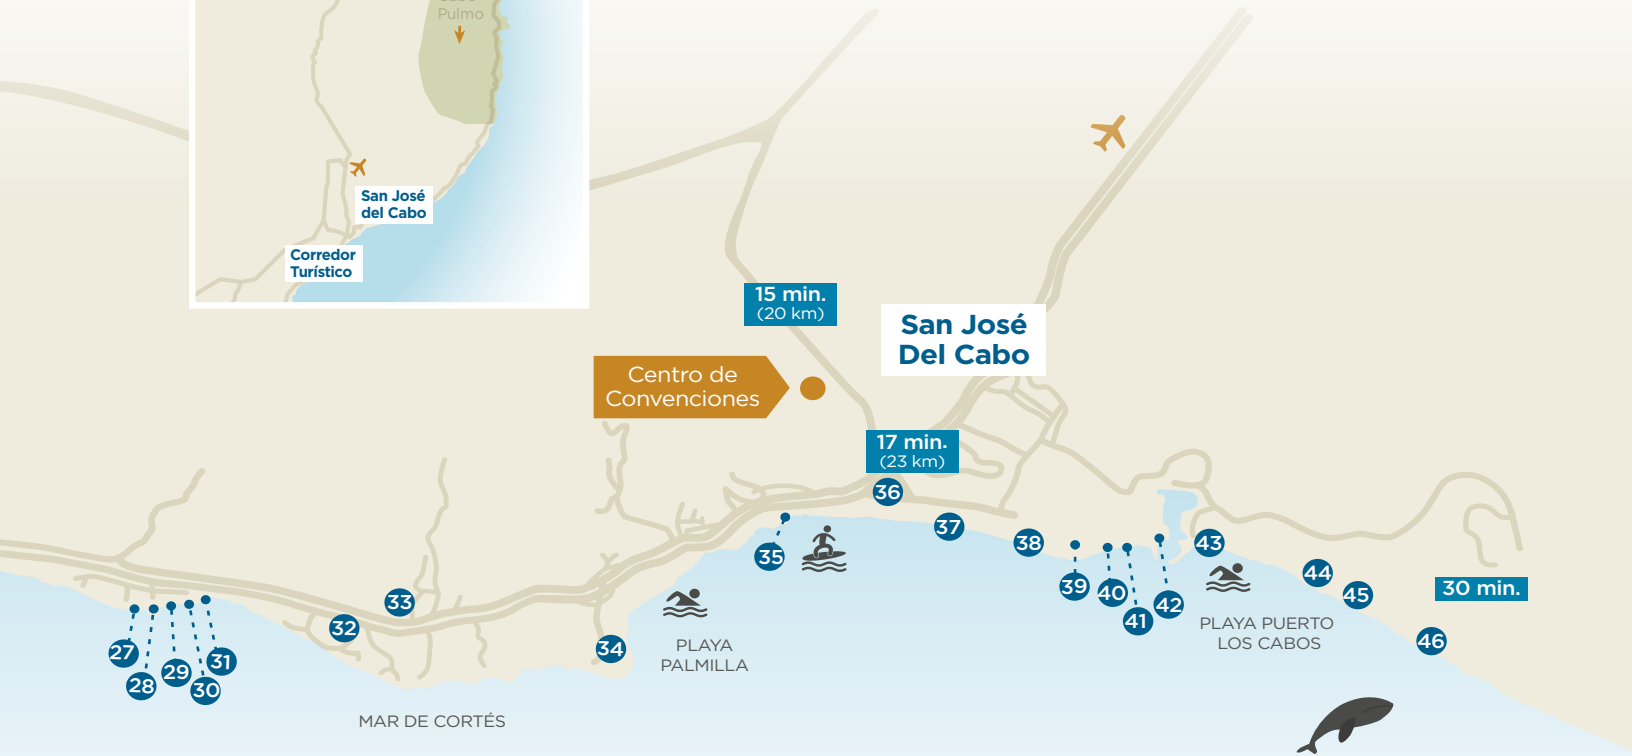 Pulmo
San José
del Cabo
Corredor
Turístico
15 min.
(20 km)
San José
Del Cabo
Centro de
Convenciones
17 min.
(23 km)
36
37
38
39
40
41
42
43
44
45
46
30 min.
35
33
32
34
27
28
29
30
31
PLAYA
PALMILLA
PLAYA PUERTO
LOS CABOS
MAR DE CORTÉS